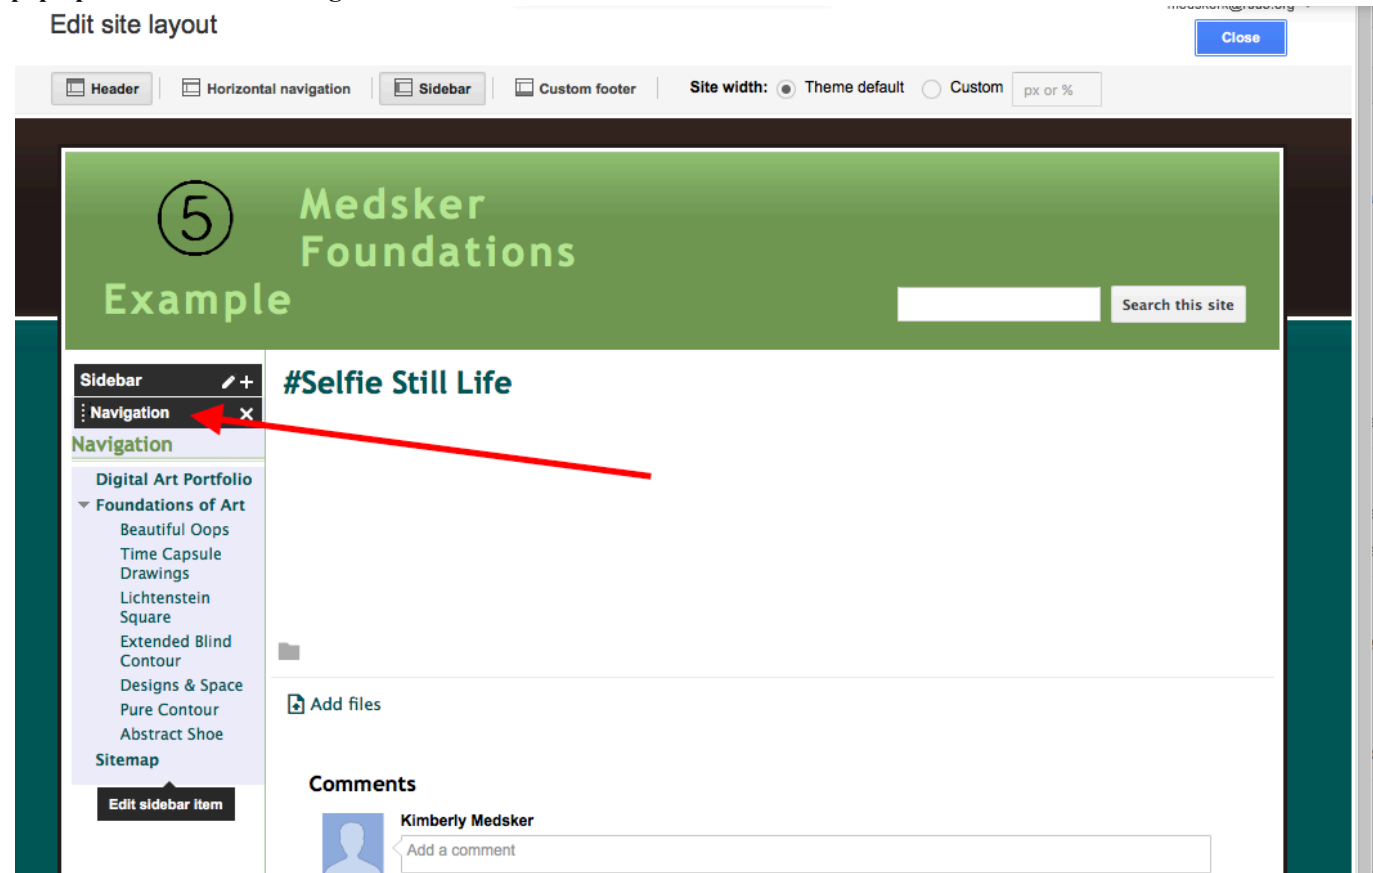 Edit site layout
Close
Header
Horizontal navigation
Sidebar
Custom footer
Site width:
Theme default
Custom
px or %
5
Medsker
Foundations
Example
Search this site
Sidebar
Navigation
Navigation
Digital Art Portfolio
Foundations of Art
Beautiful Oops
Time Capsule
Drawings
Lichtenstein
Square
Extended Blind
Contour
Designs & Space
Pure Contour
Abstract Shoe
Sitemap
Edit sidebar item
#Selfie Still Life
Add files
Comments
Kimberly Medsker
Add a comment